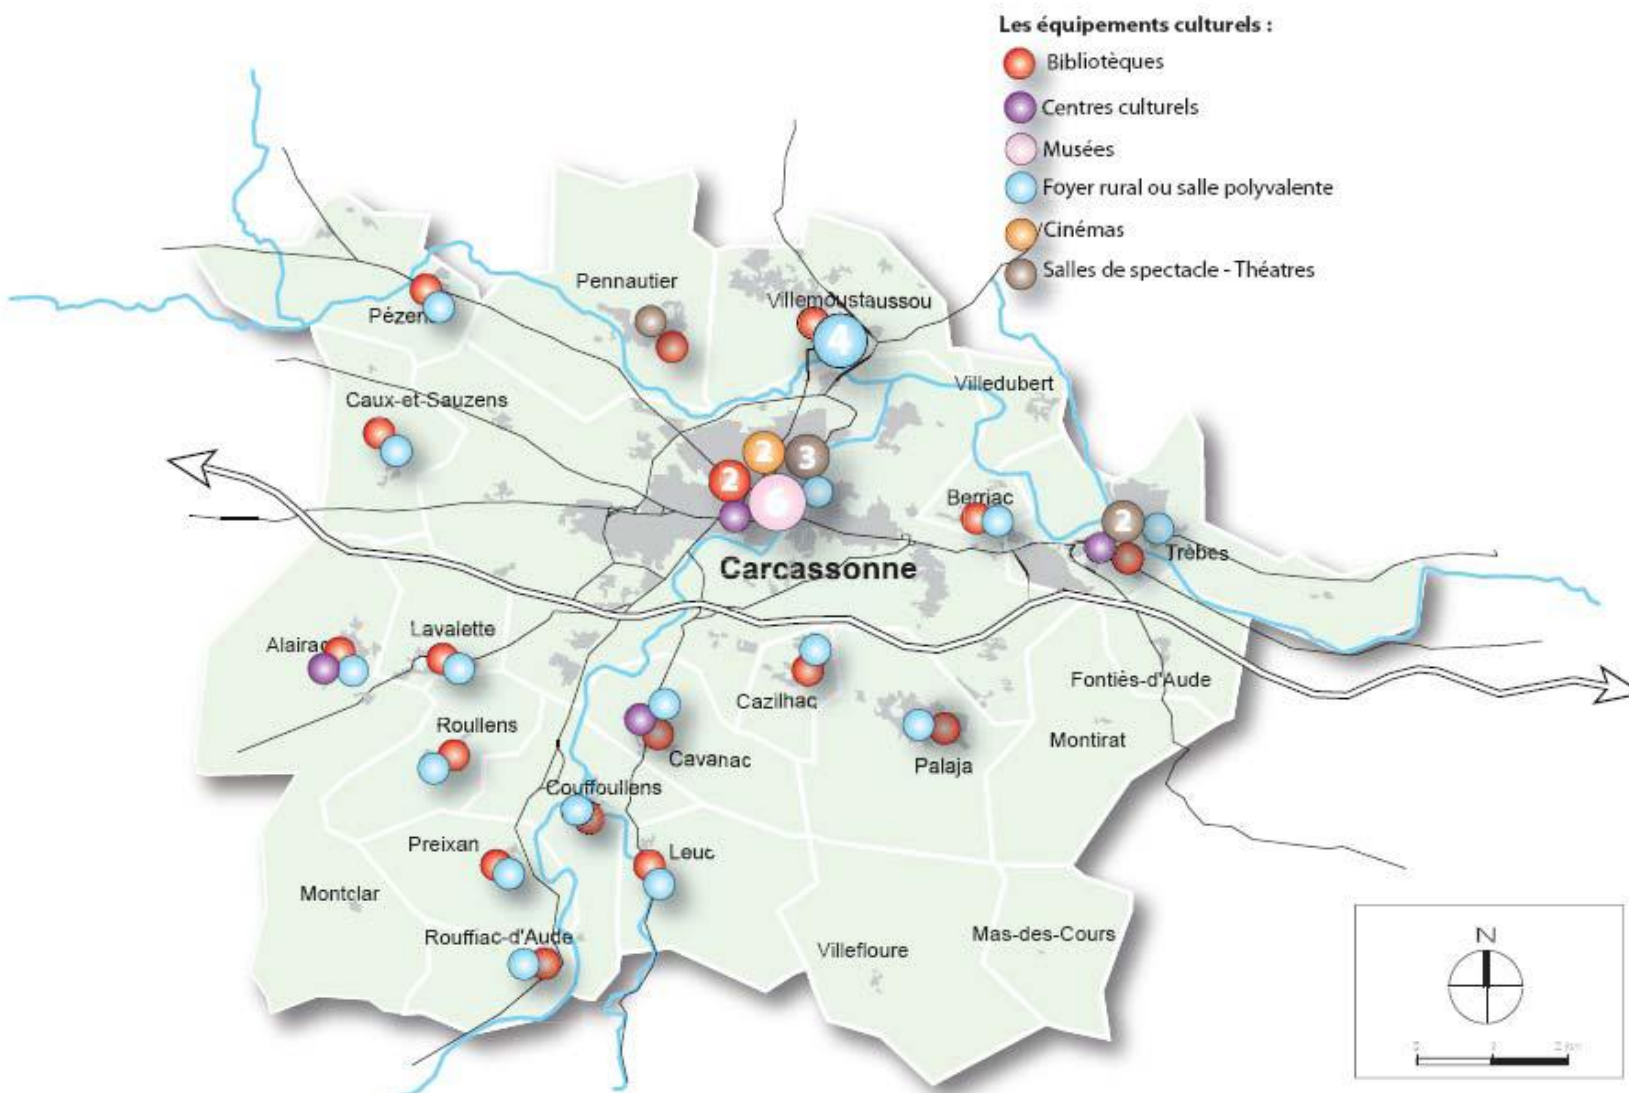 Les équipements culturels :
Bibliotèques
Centres culturels
Musées
Foyer rural ou salle polyvalente
Cinémas
Salles de spectacle - Théatres
Pennautier
Villemoustaussou
Pézens
4
Villedubert
Caux-et-Sauzens
2
3
2
6
Berriac
2
Trèbes
Carcassonne
Alairac
Lavalette
Cazilhac
Fontiès-d'Aude
Roullens
Cavanac
Palaja
Montirat
Couffoulens
Preixan
Leuc
Montclar
Rouffiac-d'Aude
Villefloure
Mas-des-Cours
N